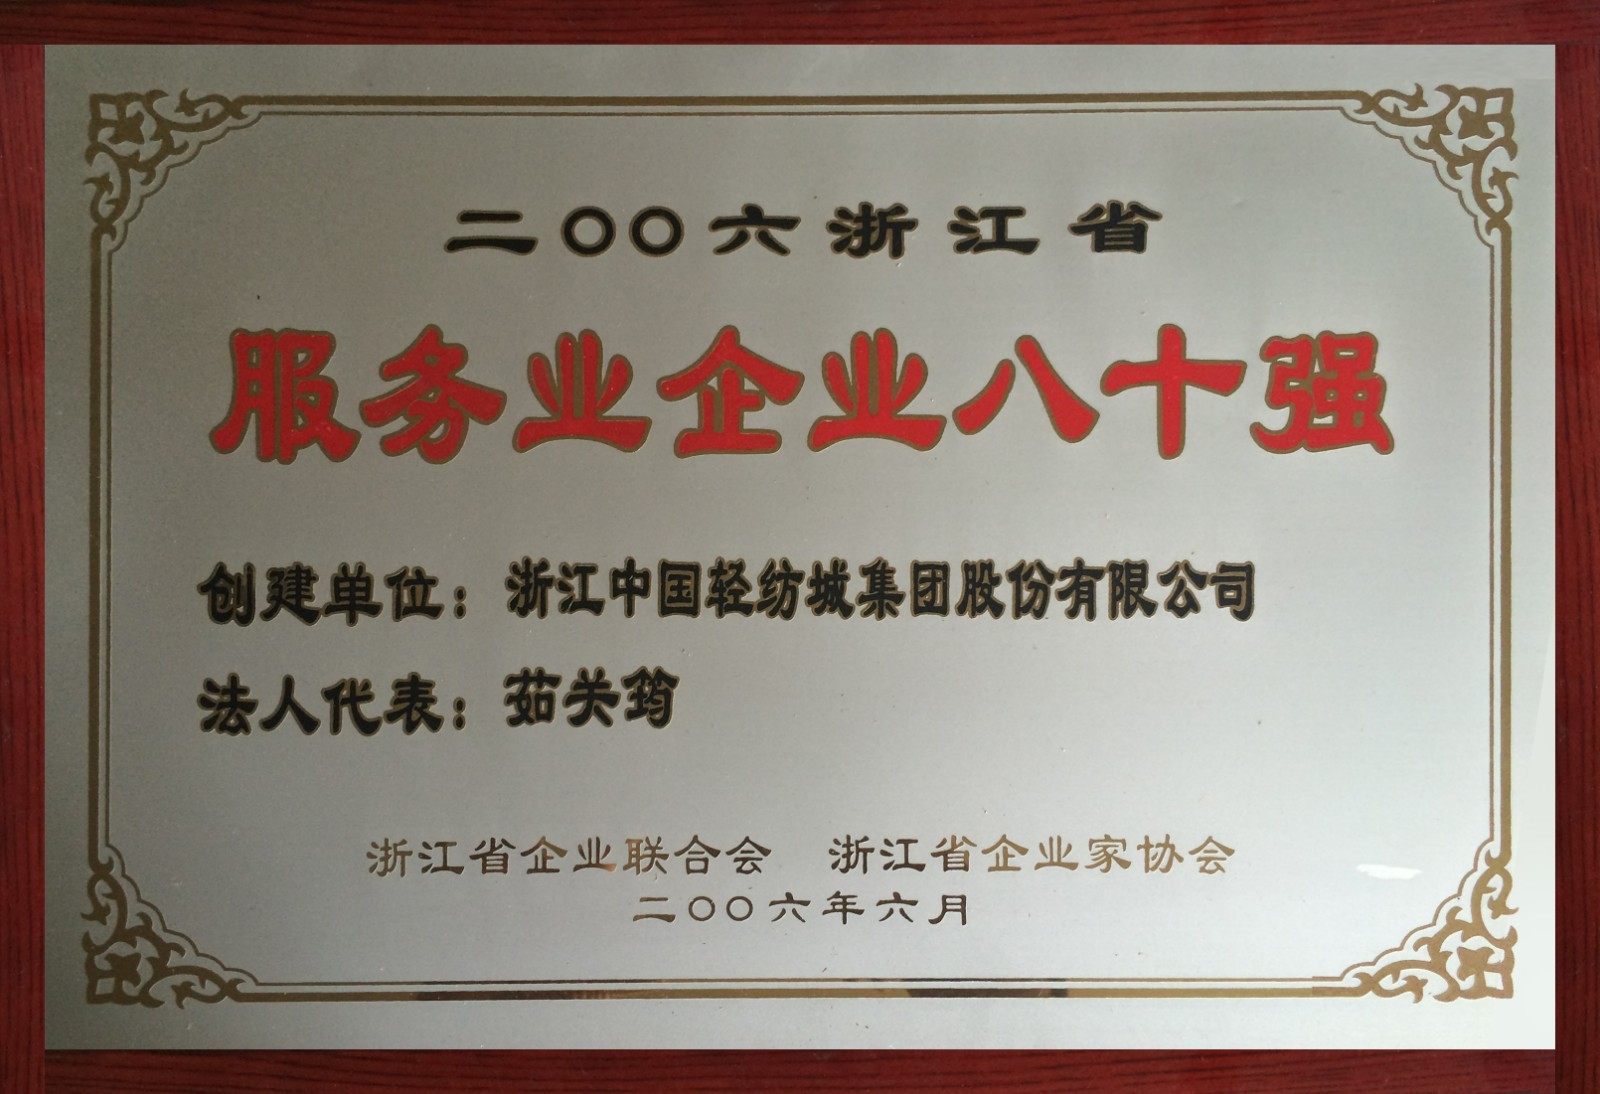 二〇〇六浙江省
服务业企业八十强
创建单位：浙江中国轻纺城集团股份有限公司
法人代表：茹关筠
浙江省企业联合会 浙江省企业家协会
二〇〇六年六月